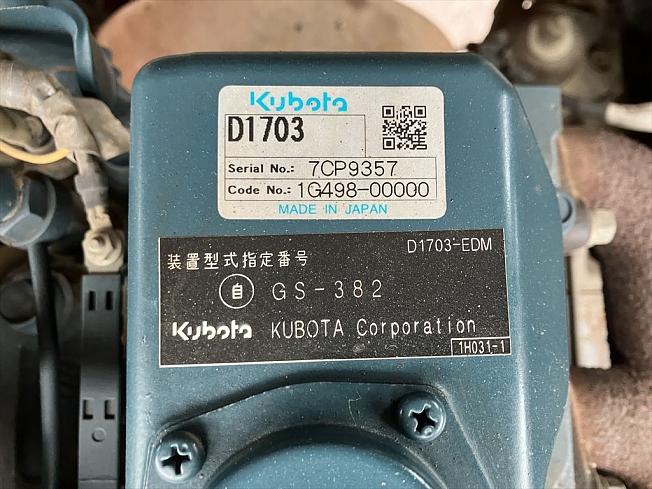 Kubota
D1703
Serial No.: 7CP9357
Code No.: 1G498-00000
MADE IN JAPAN
D1703-EDM
装置型式指定番号
自 GS-382
Kubota KUBOTA Corporation
1H031-1